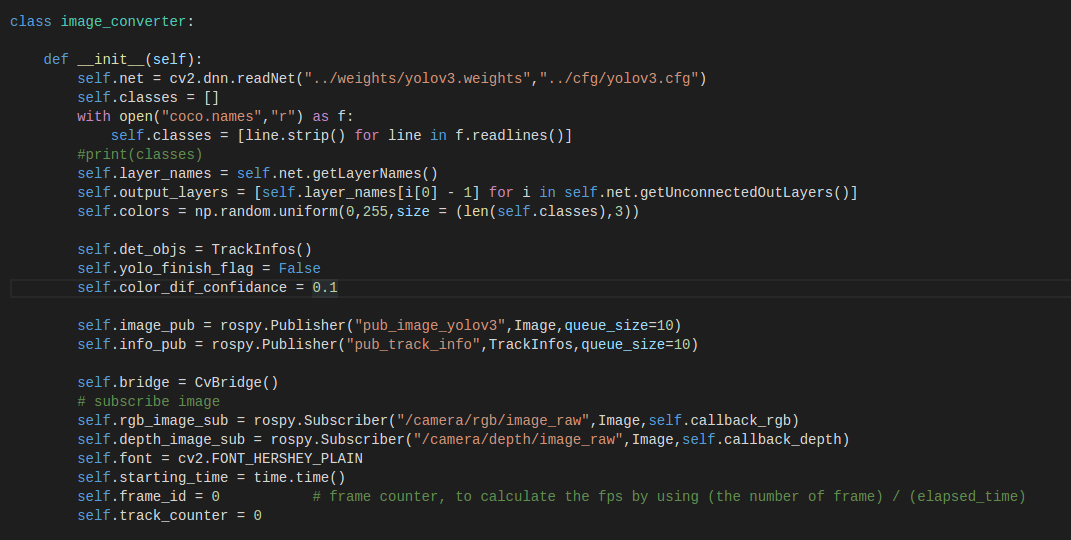 class image_converter:
def __init__(self):
self.net = cv2.dnn.readNet("../weights/yolov3.weights","../cfg/yolov3.cfg")
self.classes = []
with open("coco.names","r") as f:
self.classes = [line.strip() for line in f.readlines()]
#print(classes)
self.layer_names = self.net.getLayerNames()
self.output_layers = [self.layer_names[i[0] - 1] for i in self.net.getUnconnectedOutLayers()]
self.colors = np.random.uniform(0,255,size = (len(self.classes),3))
self.det_objs = TrackInfos()
self.yolo_finish_flag = False
self.color_dif_confidance = 0.1
self.image_pub = rospy.Publisher("pub_image_yolov3",Image,queue_size=10)
self.info_pub = rospy.Publisher("pub_track_info",TrackInfos,queue_size=10)
self.bridge = CvBridge()
# subscribe image
self.rgb_image_sub = rospy.Subscriber("/camera/rgb/image_raw",Image,self.callback_rgb)
self.depth_image_sub = rospy.Subscriber("/camera/depth/image_raw",Image,self.callback_depth)
self.font = cv2.FONT_HERSHEY_PLAIN
self.starting_time = time.time()
self.frame_id = 0 # frame counter, to calculate the fps by using (the number of frame) / (elapsed_time)
self.track_counter = 0